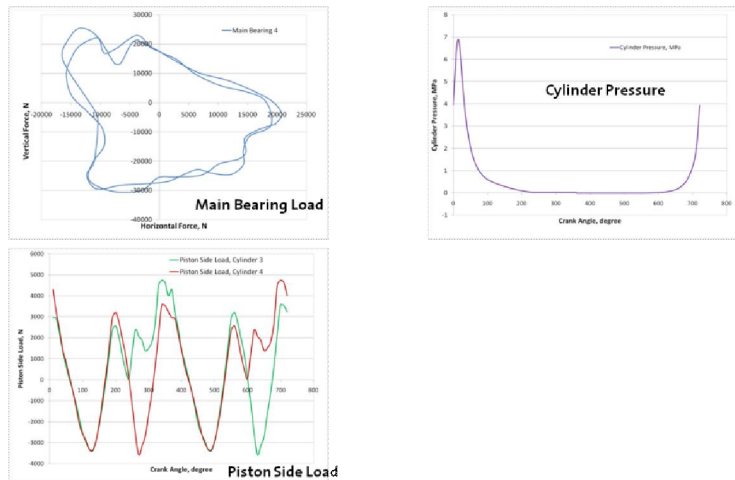 30000
Main Bearing 4
20000
10000
0
-20000 -15000 -10000 -5000 0 5000 10000 15000 20000 25000
-10000
-20000
-30000
-40000
Vertical Force, N
Main Bearing Load
Horizontal Force, N
8
7
Cylinder Pressure, MPa
6
5
Cylinder Pressure
4
3
2
1
0
-1
0 100 200 300 400 500 600 700 800
Cylinder Pressure, MPa
Crank Angle, degree
6000
Piston Side Load, Cylinder 3
5000
Piston Side Load, Cylinder 4
4000
3000
2000
1000
0
0 100 200 300 400 500 600 700 800
-1000
-2000
-3000
-4000
Piston Side Load, N
Crank Angle, degree
Piston Side Load